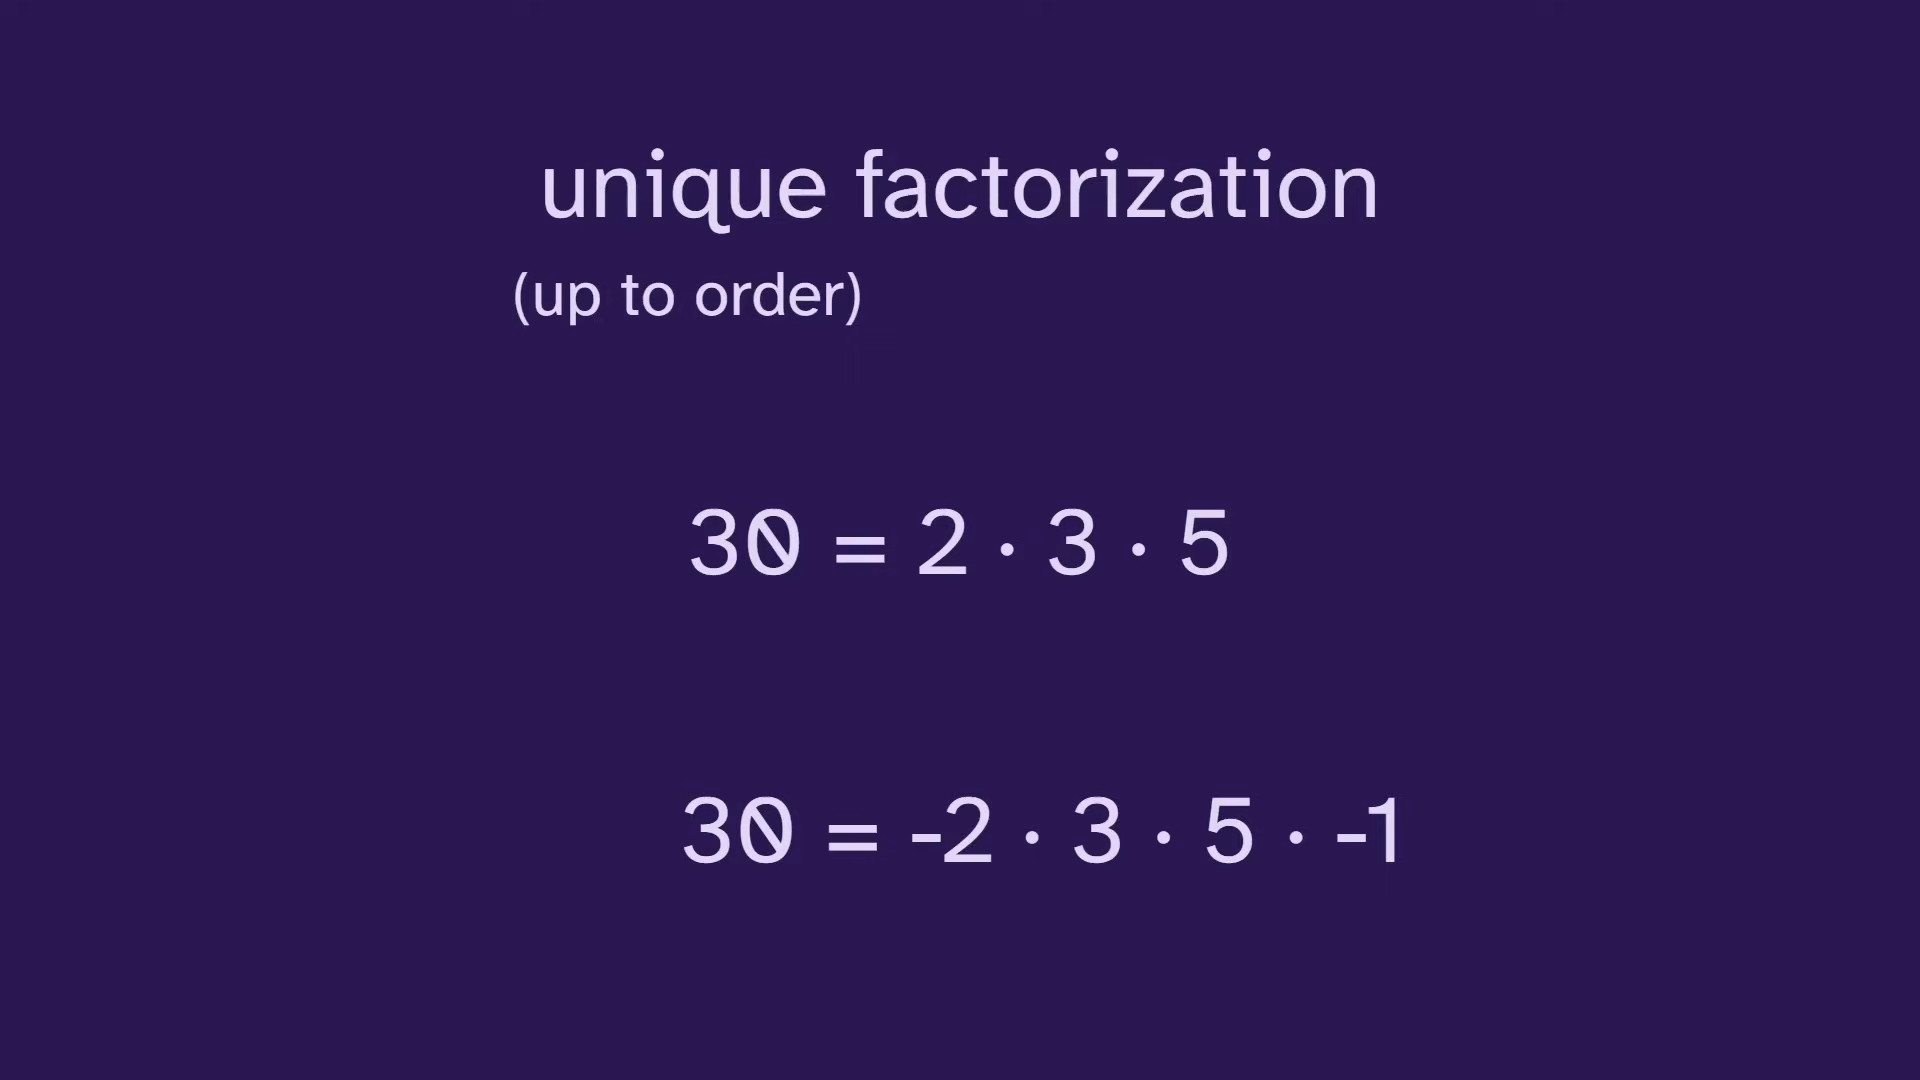 unique factorization
(up to order)
30 = 2 · 3 · 5
30 = -2 · 3 · 5 · -1